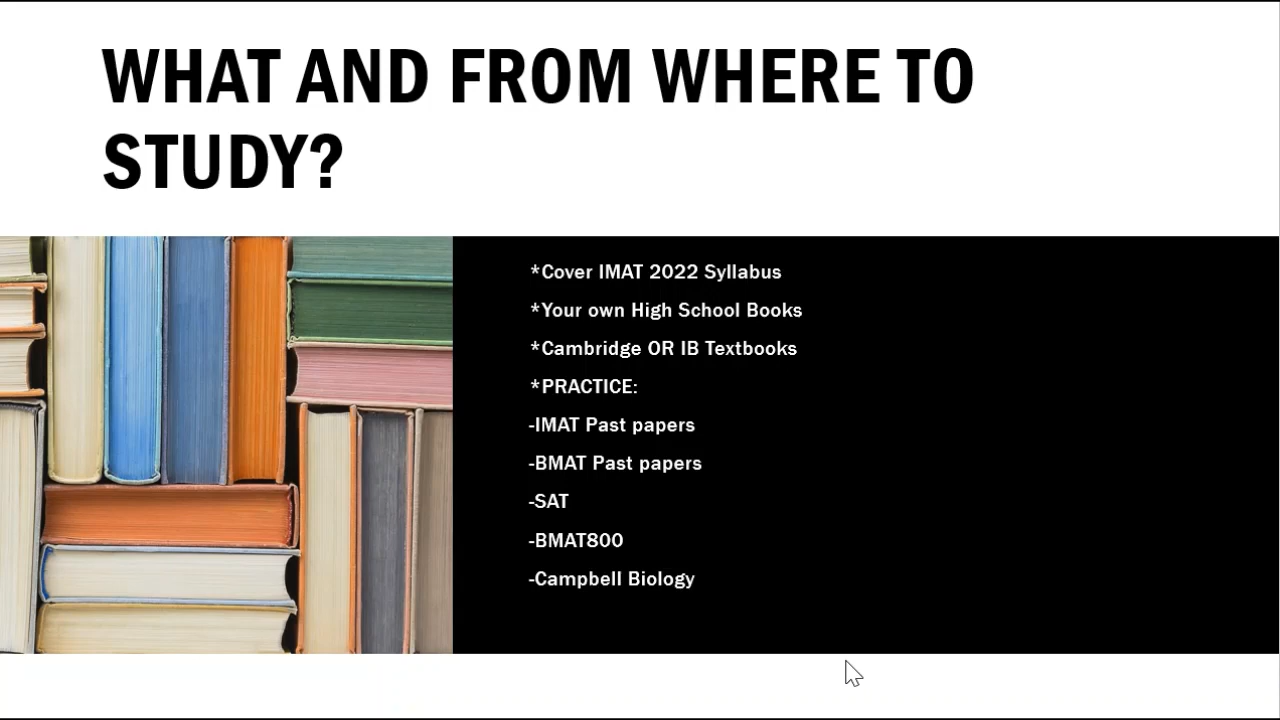 WHAT AND FROM WHERE TO
STUDY?
*Cover IMAT 2022 Syllabus
*Your own High School Books
*Cambridge OR IB Textbooks
*PRACTICE:
-IMAT Past papers
-BMAT Past papers
-SAT
-BMAT800
-Campbell Biology